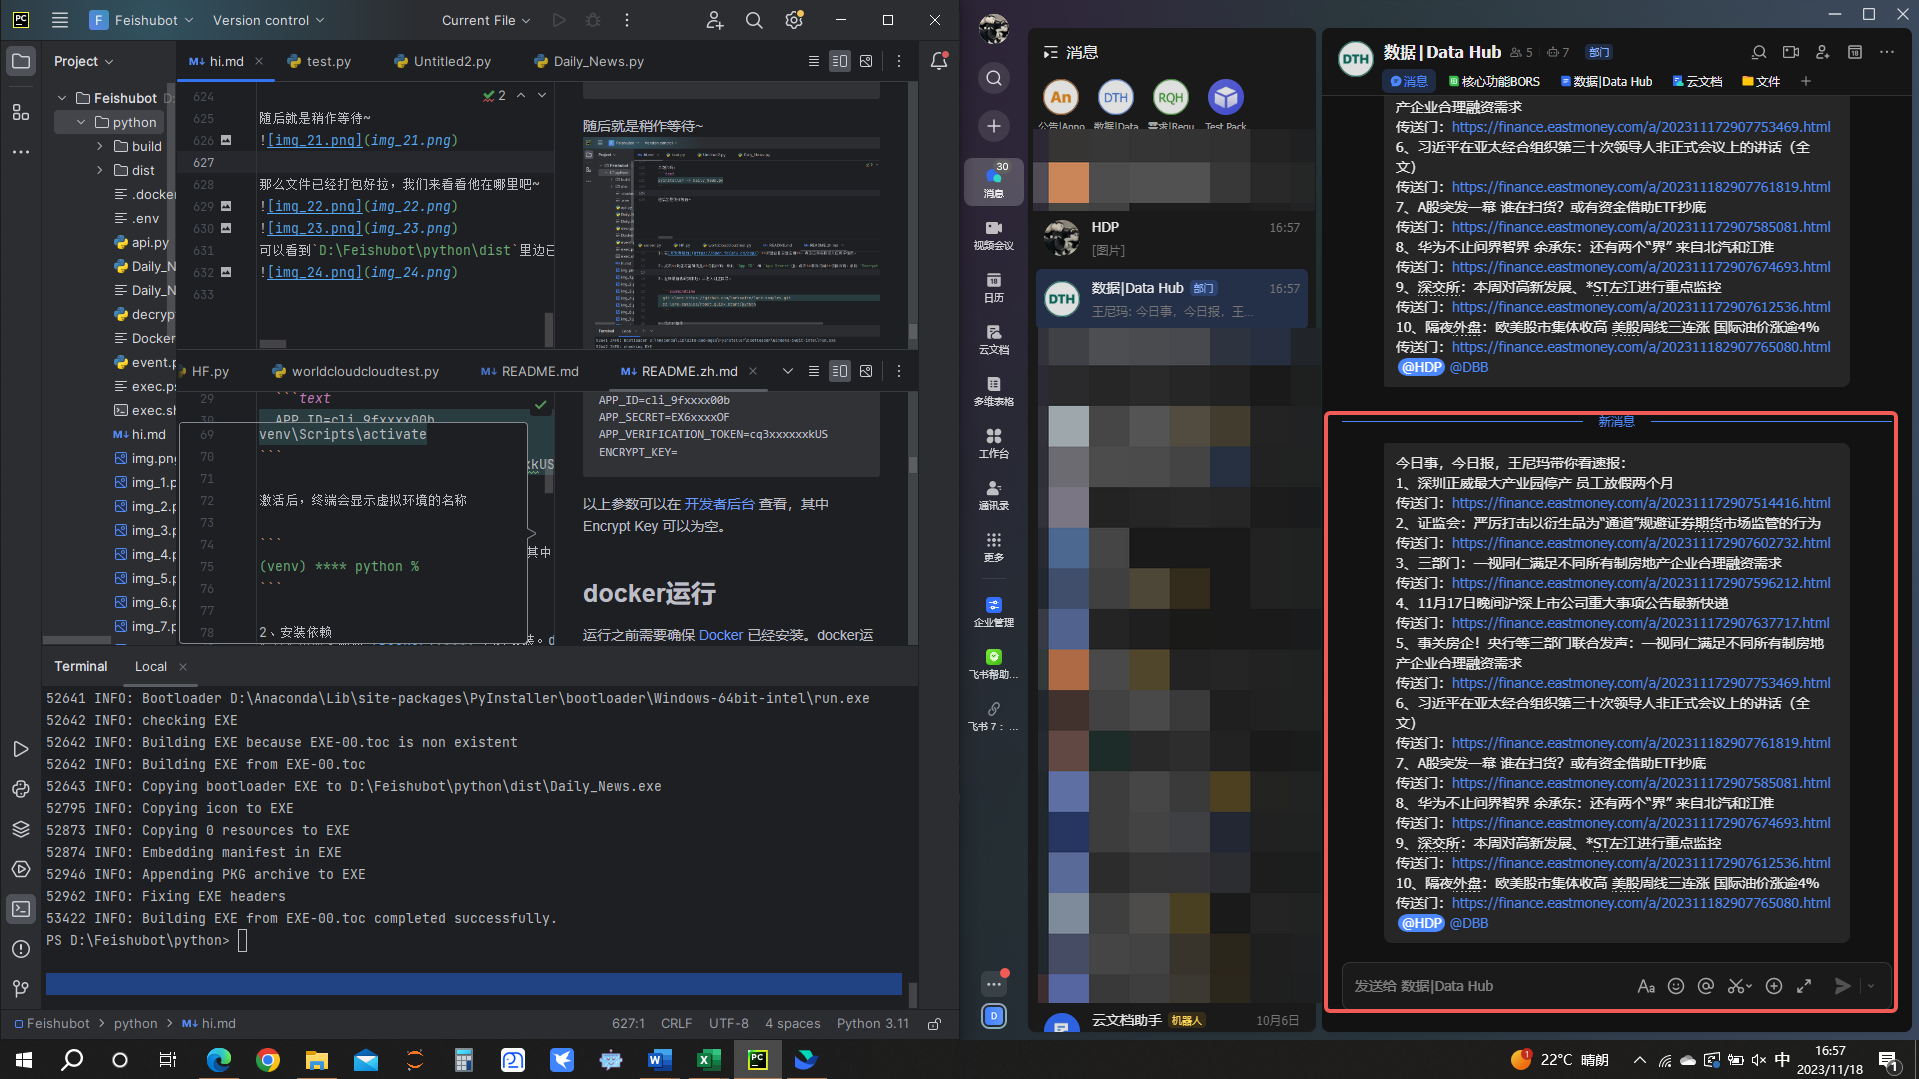 Feishubot
Version control
Current File
Project
hi.md
test.py
Untitled2.py
Daily_News.py
Feishubot
python
build
dist
.env
api.py
event.p
hi.md
624
625
随后就是稍作等待~
626
![img_21.png](img_21.png)
627
628
那么文件已经打包好拉，我们来看看他在哪里吧~
629
![img_22.png](img_22.png)
630
![img_23.png](img_23.png)
631
可以看到`D:\Feishubot\python\dist`里边已
632
![img_24.png](img_24.png)
633
2
随后就是稍作等待~
HF.py
worldcloudcloudtest.py
README.md
README.zh.md
29
```text
APP_ID=cli_9fxxxx00b
69
venv\Scripts\activate
70
```
71
72
激活后，终端会显示虚拟环境的名称
73
74
```
75
(venv) **** python %
76
```
77
78
2、安装依赖
APP_ID=cli_9fxxxx00b
APP_SECRET=EX6xxxxOF
APP_VERIFICATION_TOKEN=cq3xxxxxxkUS
ENCRYPT_KEY=
以上参数可以在 开发者后台 查看，其中
Encrypt Key 可以为空。
docker运行
运行之前需要确保 Docker 已经安装。docker运
Terminal
Local
52641 INFO: Bootloader D:\Anaconda\Lib\site-packages\PyInstaller\bootloader\Windows-64bit-intel\run.exe
52642 INFO: checking EXE
52642 INFO: Building EXE because EXE-00.toc is non existent
52642 INFO: Building EXE from EXE-00.toc
52643 INFO: Copying bootloader EXE to D:\Feishubot\python\dist\Daily_News.exe
52795 INFO: Copying icon to EXE
52873 INFO: Copying 0 resources to EXE
52874 INFO: Embedding manifest in EXE
52946 INFO: Appending PKG archive to EXE
52962 INFO: Fixing EXE headers
53422 INFO: Building EXE from EXE-00.toc completed successfully.
PS D:\Feishubot\python>
Feishubot > python > hi.md
627:1
CRLF
UTF-8
4 spaces
Python 3.11
30
消息
视频会议
日历
云文档
多维表格
工作台
通讯录
更多
企业管理
飞书帮助...
飞书 7 : ...
消息
An
DTH
RQH
Test Pack
HDP
16:57
[图片]
DTH
数据|Data Hub
部门
16:57
王尼玛: 今日事，今日报，王...
云文档助手
机器人
10月6日
DTH
数据|Data Hub
5
7
部门
消息
核心功能BORS
数据|Data Hub
云文档
文件
产企业合理融资需求
传送门：https://finance.eastmoney.com/a/202311172907753469.html
6、习近平在亚太经合组织第三十次领导人非正式会议上的讲话（全
文）
传送门：https://finance.eastmoney.com/a/202311182907761819.html
7、A股突发一幕 谁在扫货？或有资金借助ETF抄底
传送门：https://finance.eastmoney.com/a/202311172907585081.html
8、华为不止问界智界 余承东：还有两个“界” 来自北汽和江淮
传送门：https://finance.eastmoney.com/a/202311172907674693.html
9、深交所：本周对高新发展、*ST左江进行重点监控
传送门：https://finance.eastmoney.com/a/202311172907612536.html
10、隔夜外盘：欧美股市集体收高 美股周线三连涨 国际油价涨逾4%
传送门：https://finance.eastmoney.com/a/202311182907765080.html
@HDP @DBB
新消息
今日事，今日报，王尼玛带你看速报：
1、深圳正威最大产业园停产 员工放假两个月
传送门：https://finance.eastmoney.com/a/202311172907514416.html
2、证监会：严厉打击以衍生品为“通道”规避证券期货市场监管的行为
传送门：https://finance.eastmoney.com/a/202311172907602732.html
3、三部门：一视同仁满足不同所有制房地产企业合理融资需求
传送门：https://finance.eastmoney.com/a/202311172907596212.html
4、11月17日晚间沪深上市公司重大事项公告最新快递
传送门：https://finance.eastmoney.com/a/202311172907637717.html
5、事关房企！央行等三部门联合发声：一视同仁满足不同所有制房地
产企业合理融资需求
传送门：https://finance.eastmoney.com/a/202311172907753469.html
6、习近平在亚太经合组织第三十次领导人非正式会议上的讲话（全
文）
传送门：https://finance.eastmoney.com/a/202311182907761819.html
7、A股突发一幕 谁在扫货？或有资金借助ETF抄底
传送门：https://finance.eastmoney.com/a/202311172907585081.html
8、华为不止问界智界 余承东：还有两个“界” 来自北汽和江淮
传送门：https://finance.eastmoney.com/a/202311172907674693.html
9、深交所：本周对高新发展、*ST左江进行重点监控
传送门：https://finance.eastmoney.com/a/202311172907612536.html
10、隔夜外盘：欧美股市集体收高 美股周线三连涨 国际油价涨逾4%
传送门：https://finance.eastmoney.com/a/202311182907765080.html
@HDP @DBB
发送给 数据|Data Hub
22°C 晴朗
中
16:57
2023/11/18